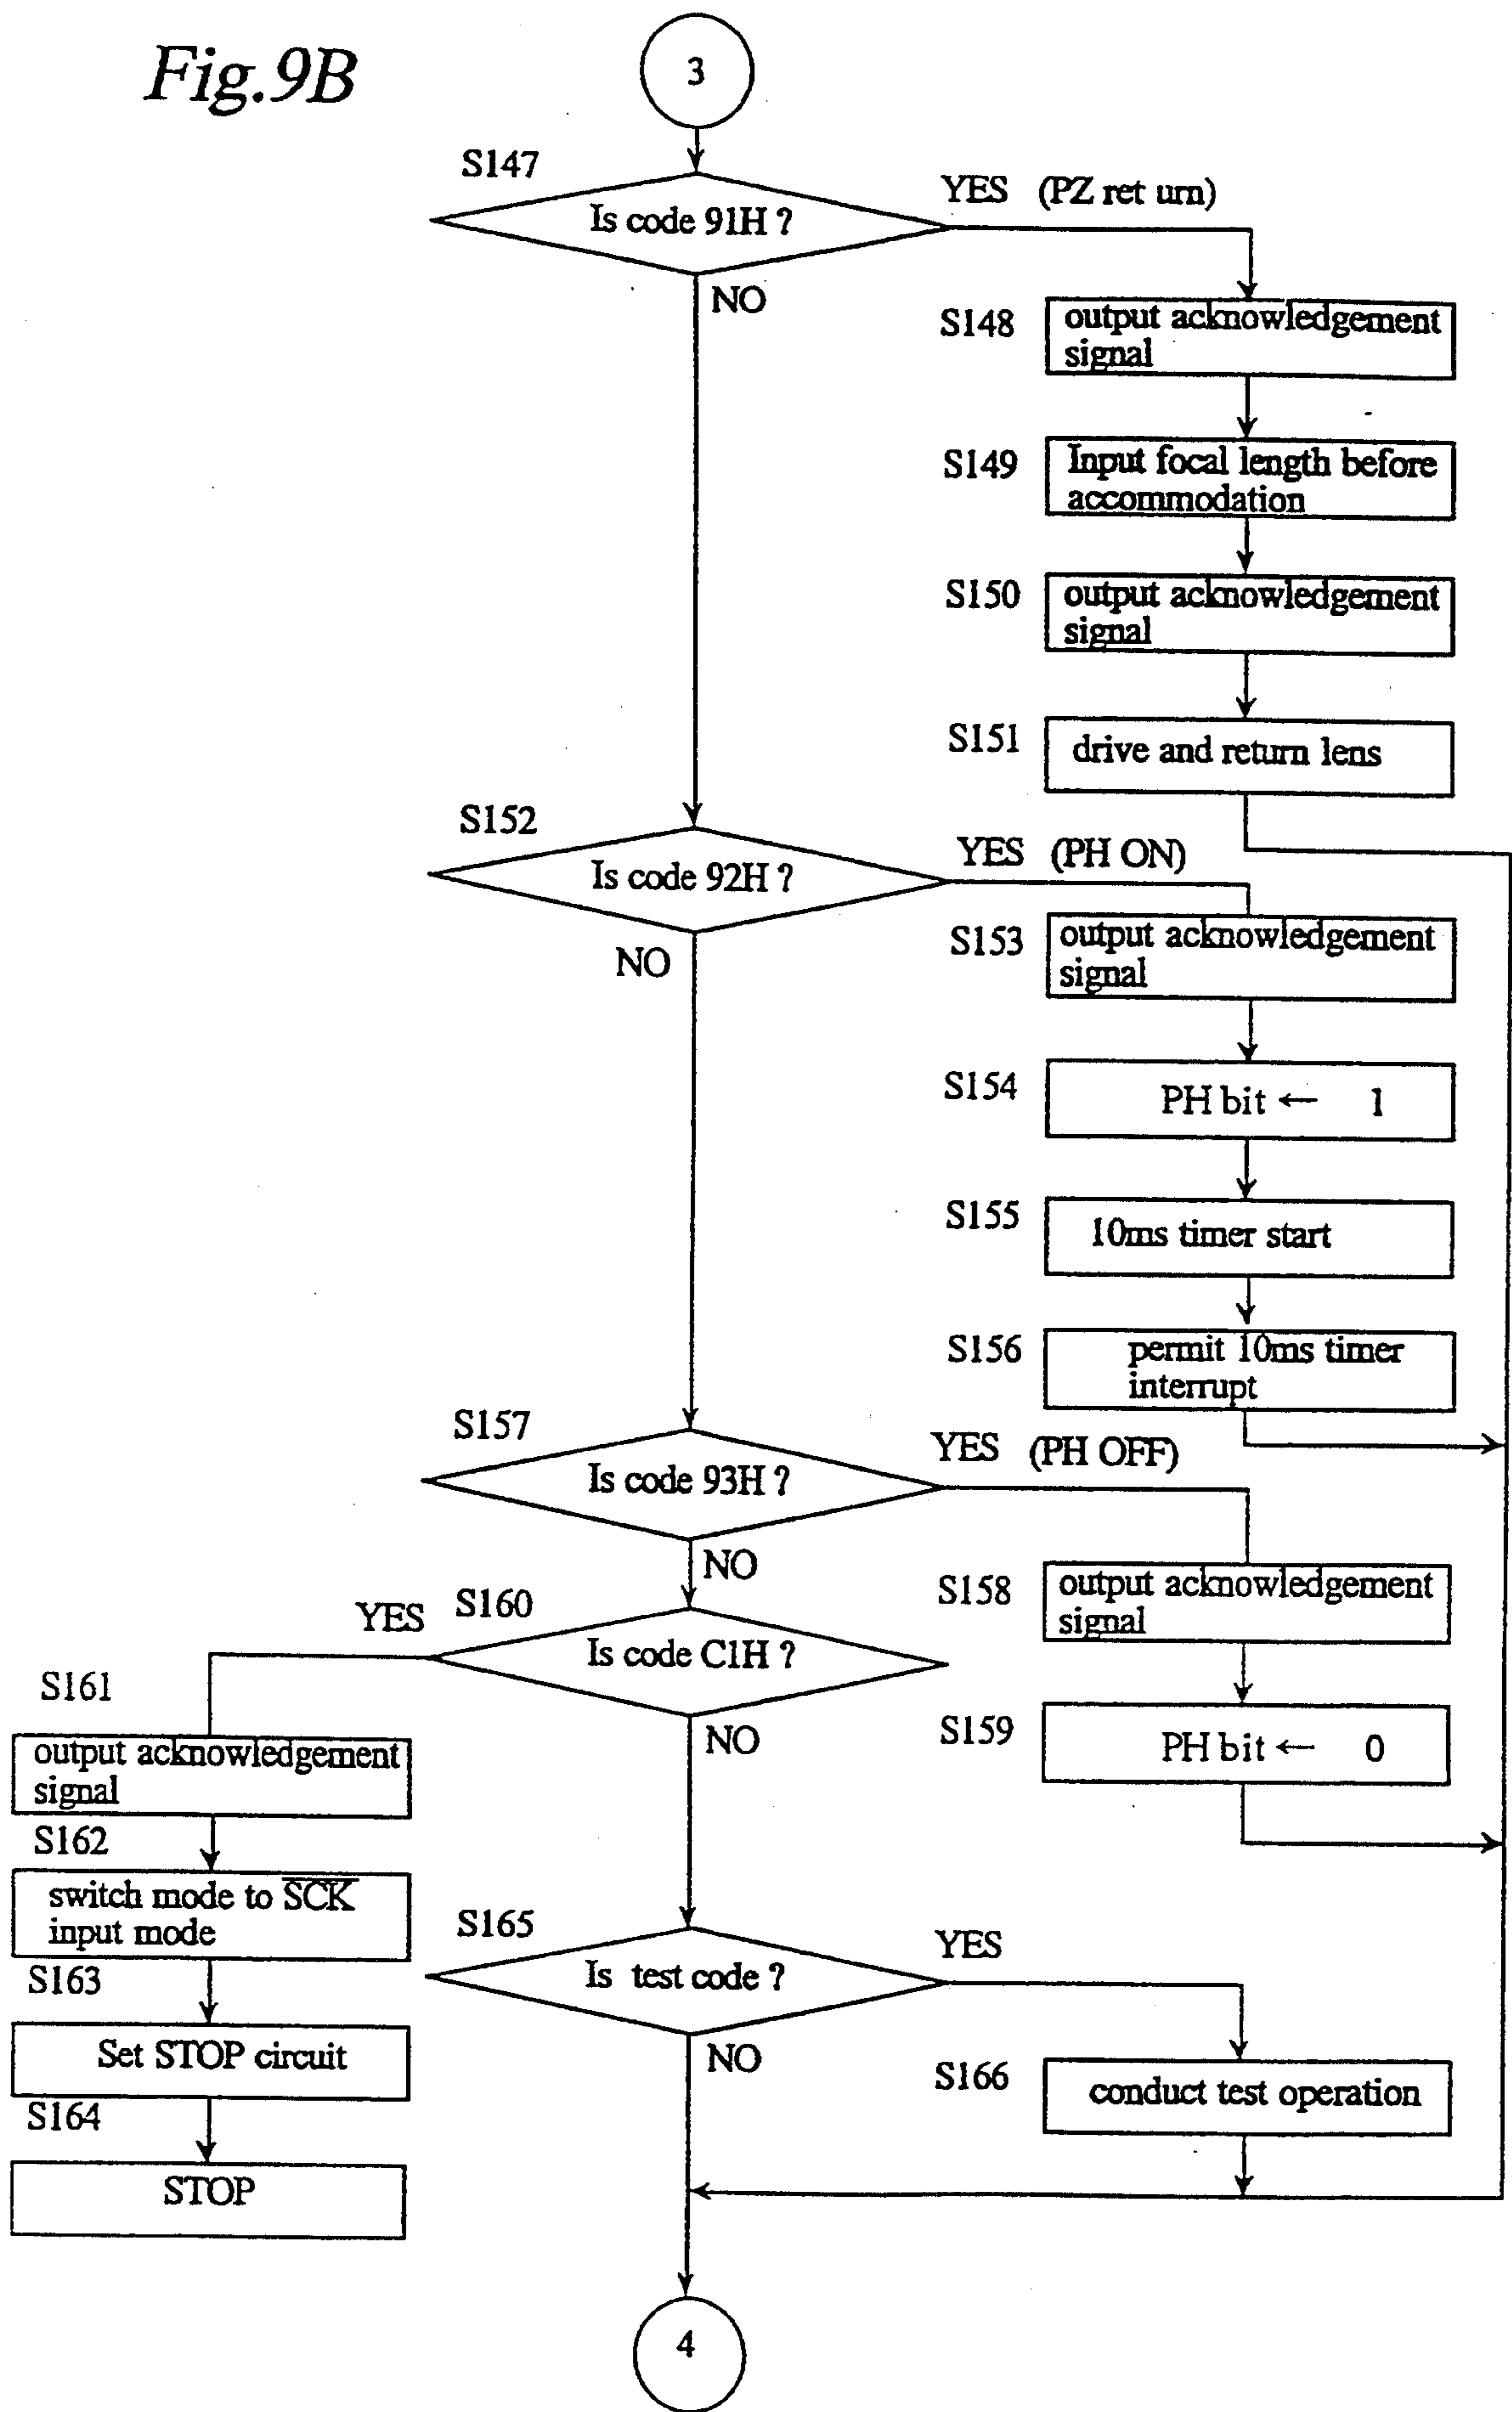 Fig.9B
3
S147
Is code 91H ?
YES (PZ ret urn)
NO
S148
output acknowledgement
signal
S149
Input focal length before
accommodation
S150
output acknowledgement
signal
S151
drive and return lens
S152
Is code 92H ?
YES (PH ON)
NO
S153
output acknowledgement
signal
S154
PH bit ← 1
S155
10ms timer start
S156
permit 10ms timer
interrupt
S157
Is code 93H ?
YES (PH OFF)
NO
S158
output acknowledgement
signal
S159
PH bit ← 0
S160
Is code C1H ?
YES
NO
S161
output acknowledgement
signal
S162
switch mode to S̅C̅K̅
input mode
S163
Set STOP circuit
S164
STOP
S165
Is test code ?
YES
NO
S166
conduct test operation
4